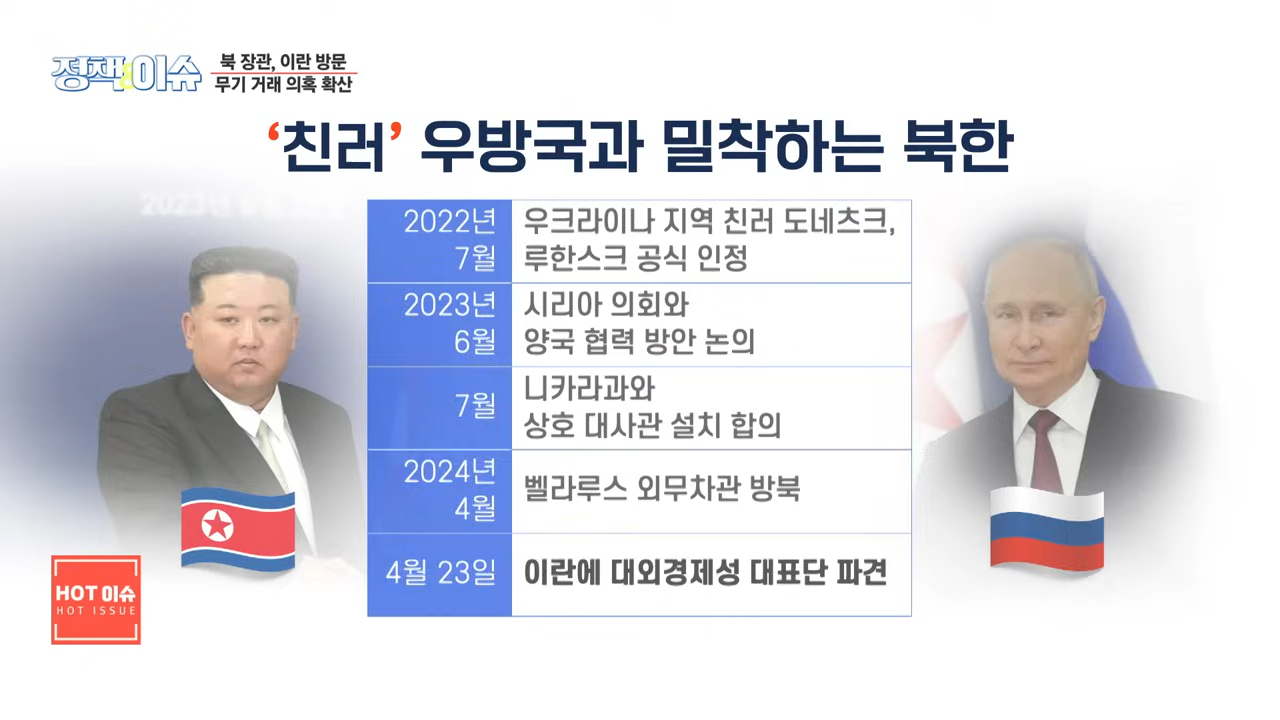 정책&이슈
북 장관, 이란 방문
무기 거래 의혹 확산
‘친러’ 우방국과 밀착하는 북한
2022년
7월
우크라이나 지역 친러 도네츠크,
루한스크 공식 인정
2023년
6월
시리아 의회와
양국 협력 방안 논의
7월
니카라과와
상호 대사관 설치 합의
2024년
4월
벨라루스 외무차관 방북
4월 23일
이란에 대외경제성 대표단 파견
HOT 이슈
HOT ISSUE